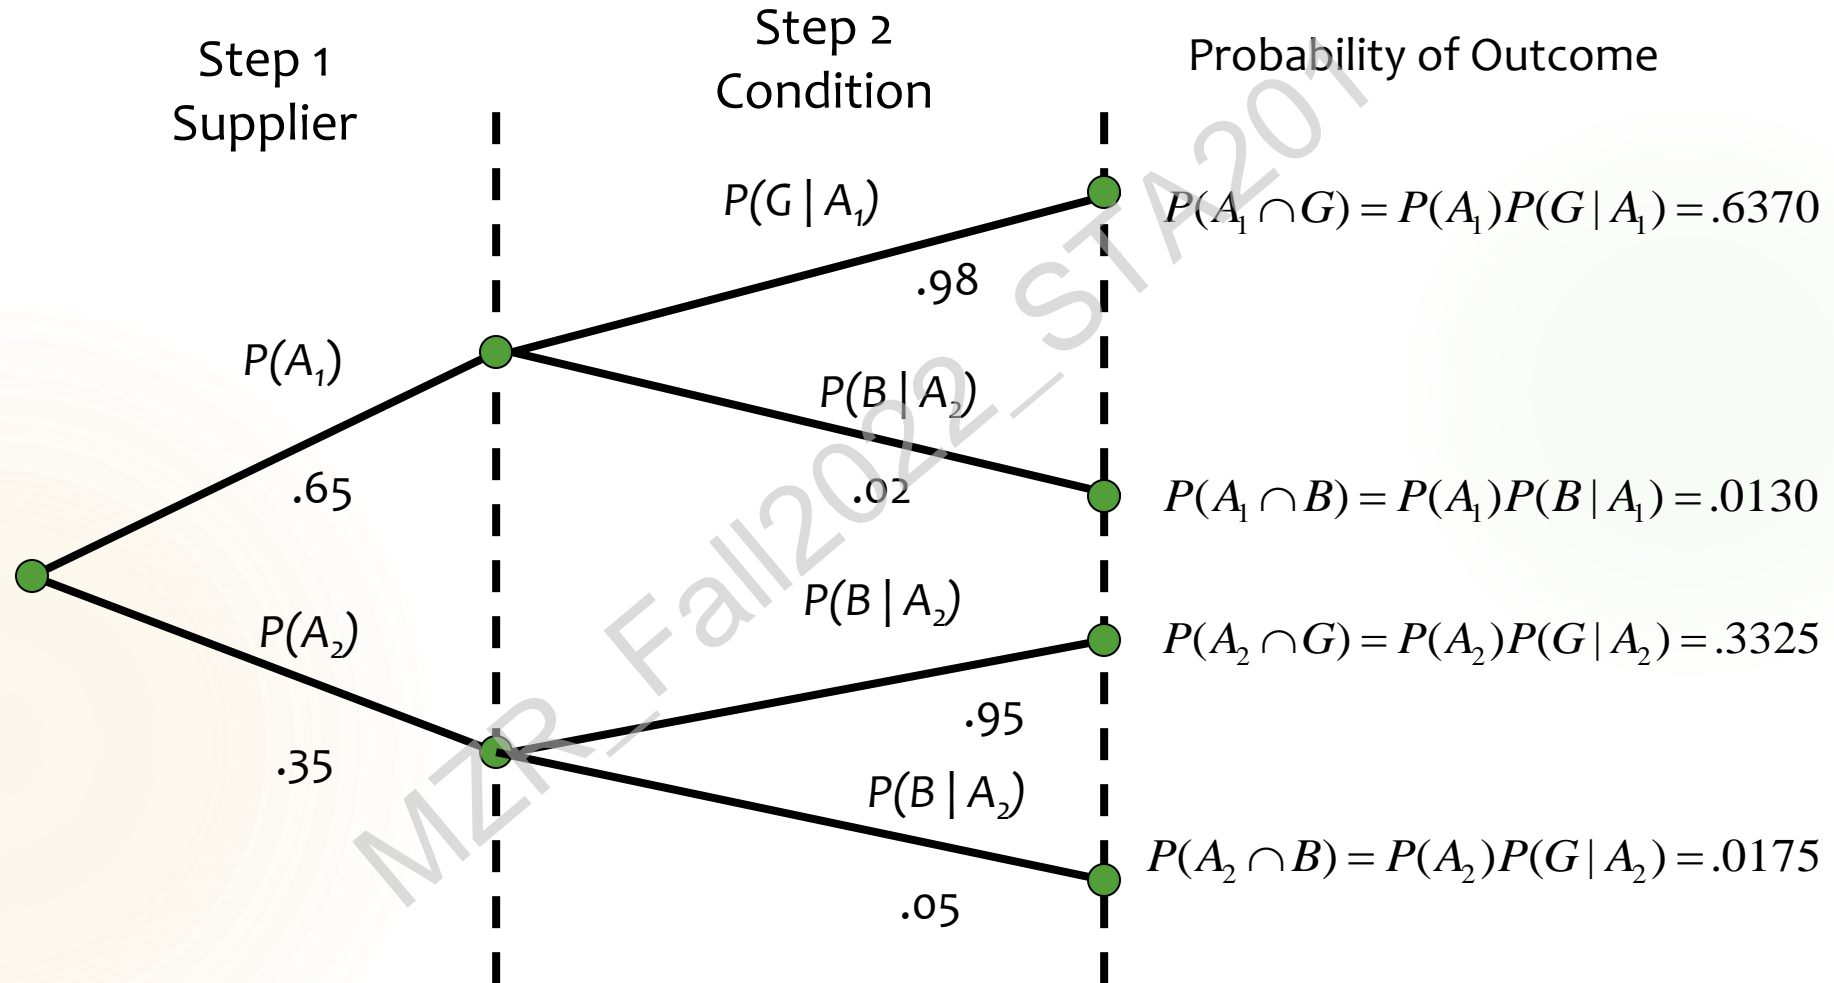 Step 1
Supplier
Step 2
Condition
Probability of Outcome
P(G | A₁)
.98
P(A₁ ∩ G) = P(A₁)P(G | A₁) = .6370
P(A₁)
.65
P(B | A₂)
.02
P(A₁ ∩ B) = P(A₁)P(B | A₁) = .0130
P(A₂)
.35
P(B | A₂)
.95
P(A₂ ∩ G) = P(A₂)P(G | A₂) = .3325
P(B | A₂)
.05
P(A₂ ∩ B) = P(A₂)P(G | A₂) = .0175
MZR_Fall2022_STA201